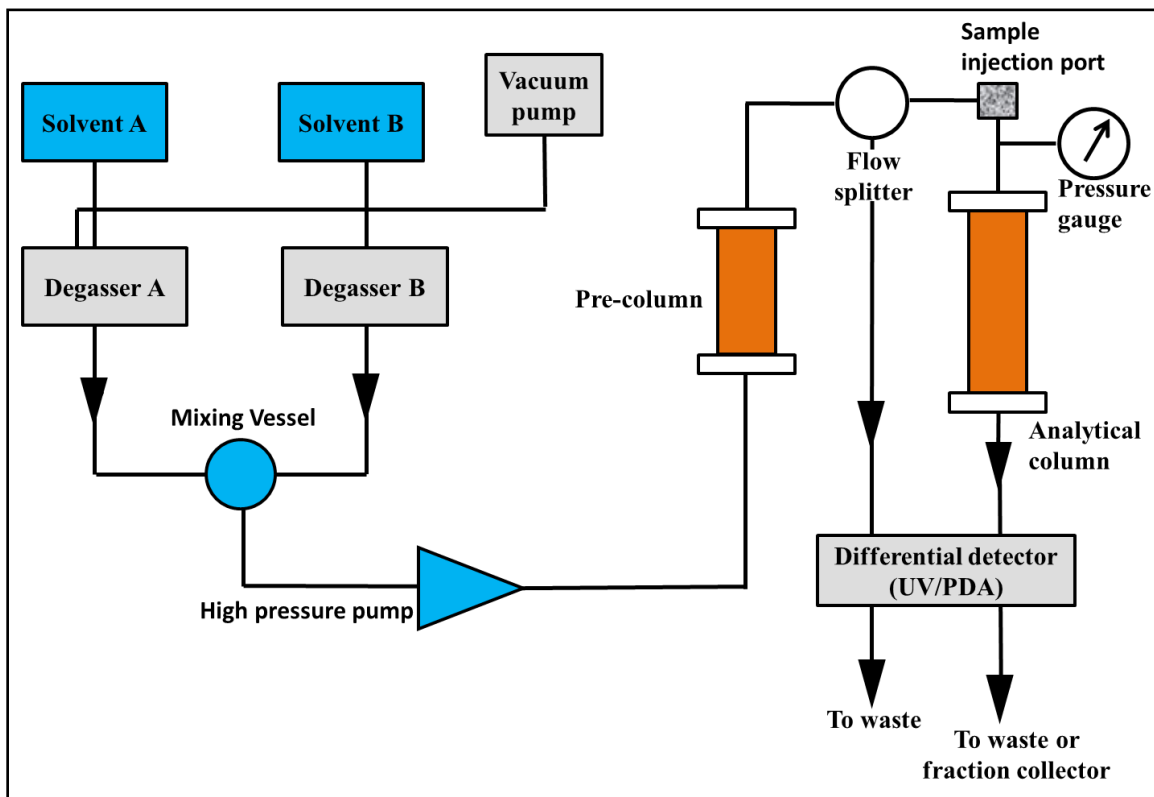 Solvent A
Solvent B
Vacuum
pump
Sample
injection port
Flow
splitter
Pressure
gauge
Degasser A
Degasser B
Pre-column
Mixing Vessel
Analytical
column
High pressure pump
Differential detector
(UV/PDA)
To waste
To waste or
fraction collector